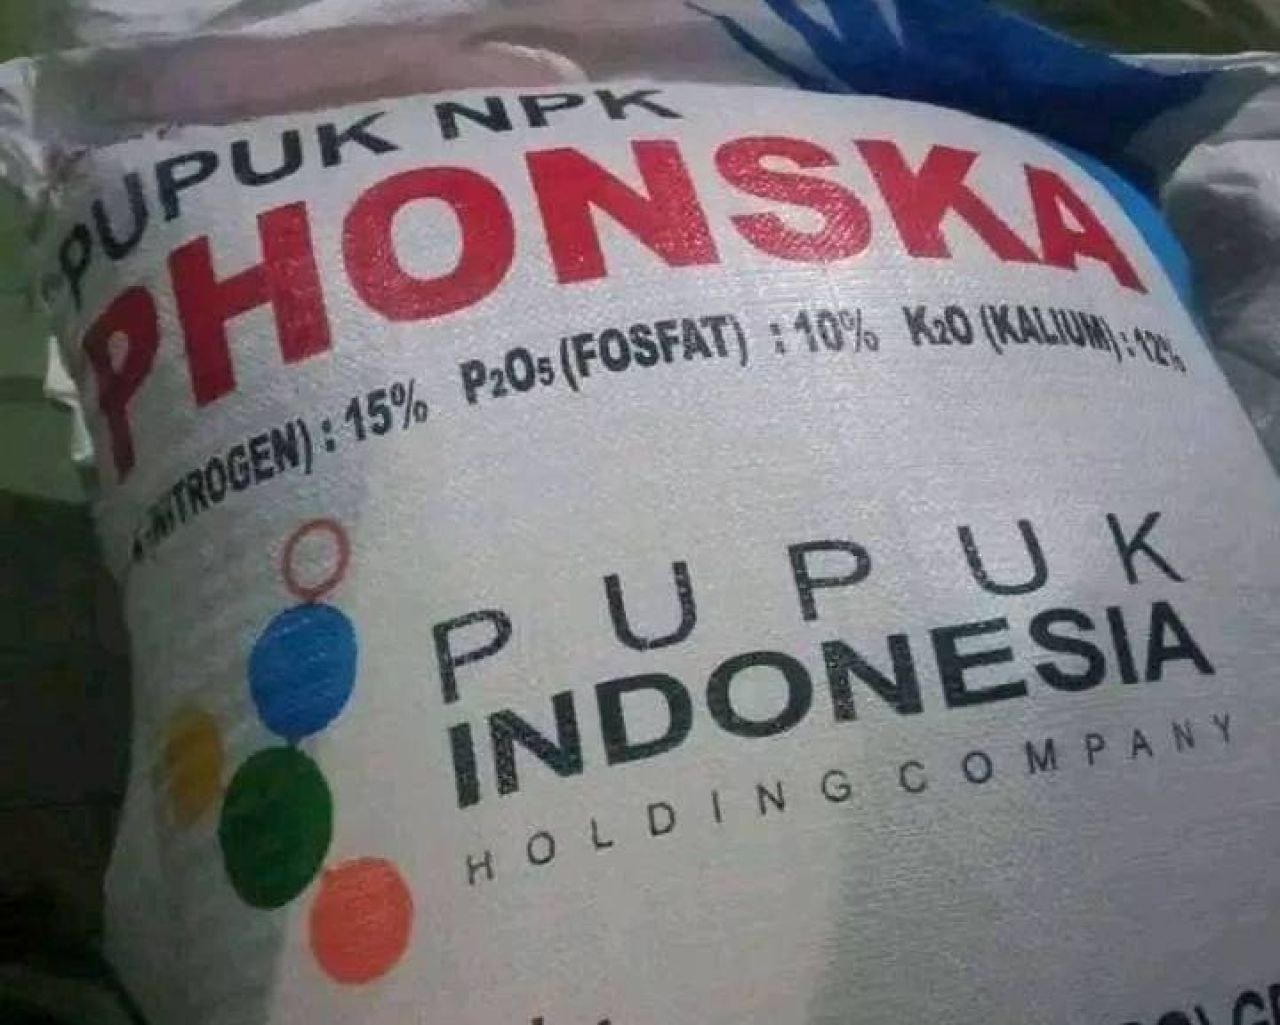 PUPUK NPK
PHONSKA
(NITROGEN) : 15% P₂O₅ (FOSFAT) : 10% K₂O (KALIUM) : 12%
PUPUK
INDONESIA
HOLDING COMPANY